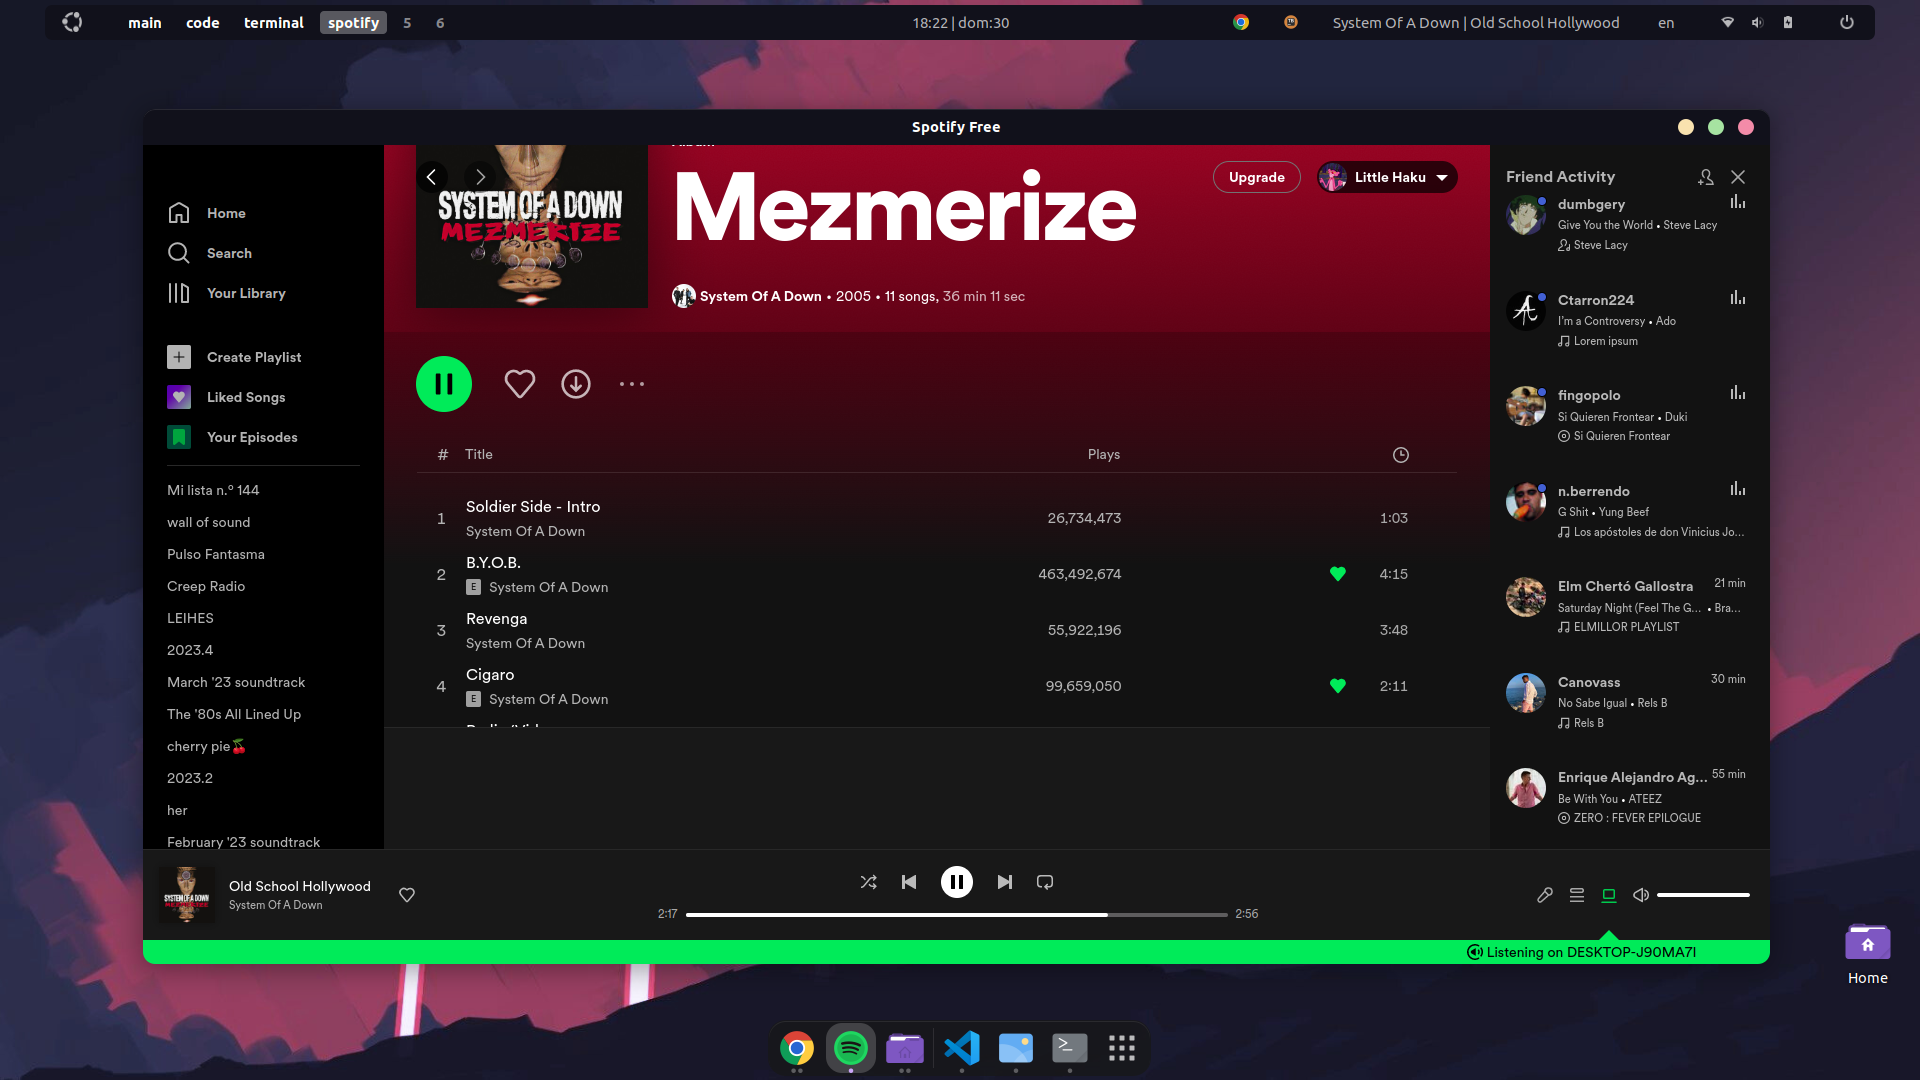 main code terminal spotify 5 6
18:22 | dom:30
System Of A Down | Old School Hollywood
en
Spotify Free
Home
Search
Your Library
Create Playlist
Liked Songs
Your Episodes
Mi lista n.º 144
wall of sound
Pulso Fantasma
Creep Radio
LEIHES
2023.4
March '23 soundtrack
The '80s All Lined Up
cherry pie🍒
2023.2
her
February '23 soundtrack
SYSTEM OF A DOWN
MEZMERIZE
Album
Mezmerize
System Of A Down • 2005 • 11 songs, 36 min 11 sec
Upgrade
Little Haku
# Title Plays
1 Soldier Side - Intro 26,734,473 1:03
System Of A Down
2 B.Y.O.B. 463,492,674 4:15
E System Of A Down
3 Revenga 55,922,196 3:48
System Of A Down
4 Cigaro 99,659,050 2:11
E System Of A Down
Radio/Video
Friend Activity
dumbgery
Give You the World • Steve Lacy
Steve Lacy
Ctarron224
I'm a Controversy • Ado
Lorem ipsum
fingopolo
Si Quieren Frontear • Duki
Si Quieren Frontear
n.berrendo
G Shit • Yung Beef
Los apóstoles de don Vinicius Jo...
Elm Chertó Gallostra 21 min
Saturday Night (Feel The G... • Bra...
ELMILLOR PLAYLIST
Canovass 30 min
No Sabe Igual • Rels B
Rels B
Enrique Alejandro Ag... 55 min
Be With You • ATEEZ
ZERO : FEVER EPILOGUE
SYSTEM OF A DOWN
MEZMERIZE
Old School Hollywood
System Of A Down
2:17 2:56
Listening on DESKTOP-J90MA7I
Home